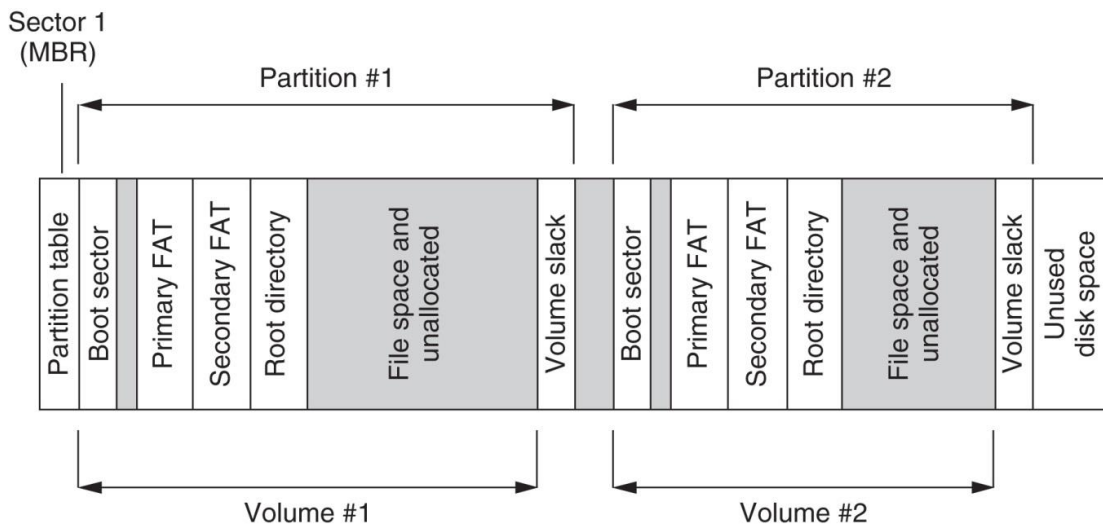 Sector 1
(MBR)
Partition #1
Partition #2
Partition table
Boot sector
Primary FAT
Secondary FAT
Root directory
File space and
unallocated
Volume slack
Boot sector
Primary FAT
Secondary FAT
Root directory
File space and
unallocated
Volume slack
Unused
disk space
Volume #1
Volume #2